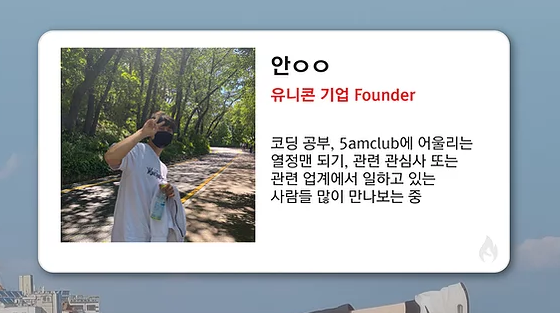 안ㅇㅇ
유니콘 기업 Founder
코딩 공부, 5amclub에 어울리는
열정맨 되기, 관련 관심사 또는
관련 업계에서 일하고 있는
사람들 많이 만나보는 중